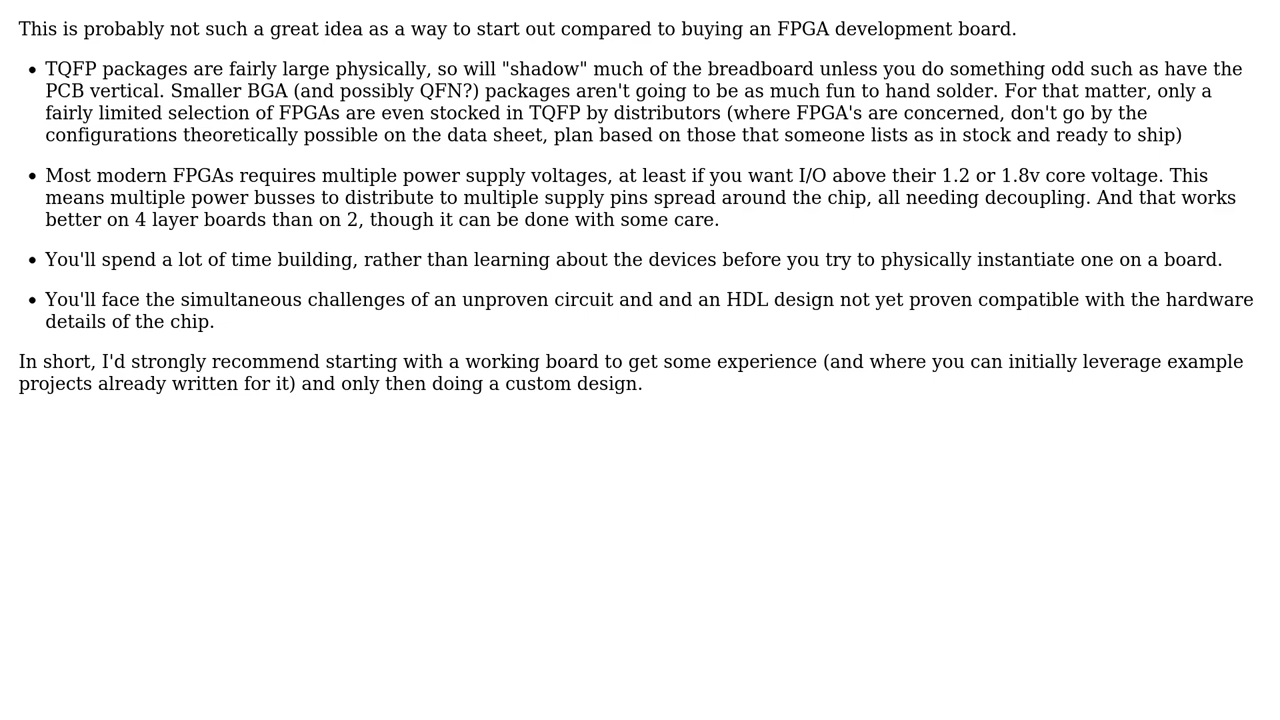 This is probably not such a great idea as a way to start out compared to buying an FPGA development board.
• TQFP packages are fairly large physically, so will "shadow" much of the breadboard unless you do something odd such as have the
PCB vertical. Smaller BGA (and possibly QFN?) packages aren't going to be as much fun to hand solder. For that matter, only a
fairly limited selection of FPGAs are even stocked in TQFP by distributors (where FPGA's are concerned, don't go by the
configurations theoretically possible on the data sheet, plan based on those that someone lists as in stock and ready to ship)
• Most modern FPGAs requires multiple power supply voltages, at least if you want I/O above their 1.2 or 1.8v core voltage. This
means multiple power busses to distribute to multiple supply pins spread around the chip, all needing decoupling. And that works
better on 4 layer boards than on 2, though it can be done with some care.
• You'll spend a lot of time building, rather than learning about the devices before you try to physically instantiate one on a board.
• You'll face the simultaneous challenges of an unproven circuit and and an HDL design not yet proven compatible with the hardware
details of the chip.
In short, I'd strongly recommend starting with a working board to get some experience (and where you can initially leverage example
projects already written for it) and only then doing a custom design.